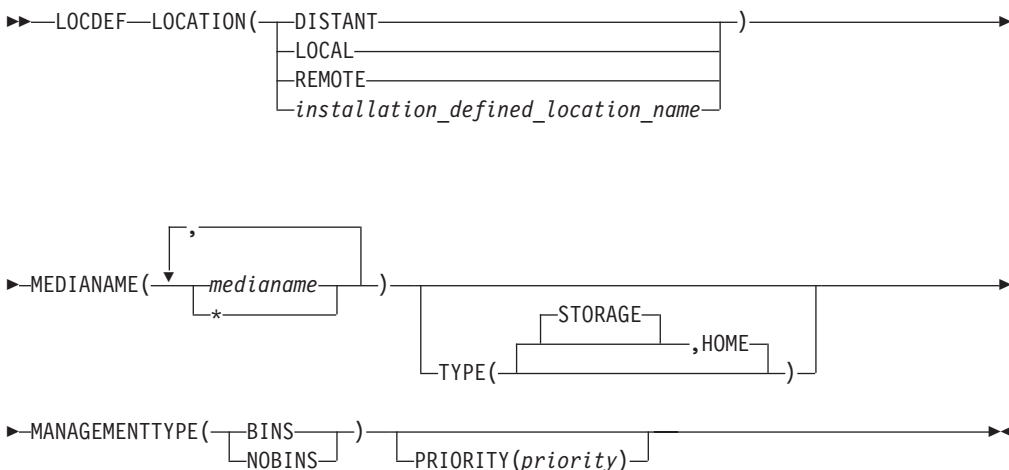 LOCDEF LOCATION( DISTANT )
LOCAL
REMOTE
installation_defined_location_name
,
MEDIANAME( medianame )
*
STORAGE
,HOME
TYPE( )
MANAGEMENTTYPE( BINS )
NOBINS
PRIORITY(priority)